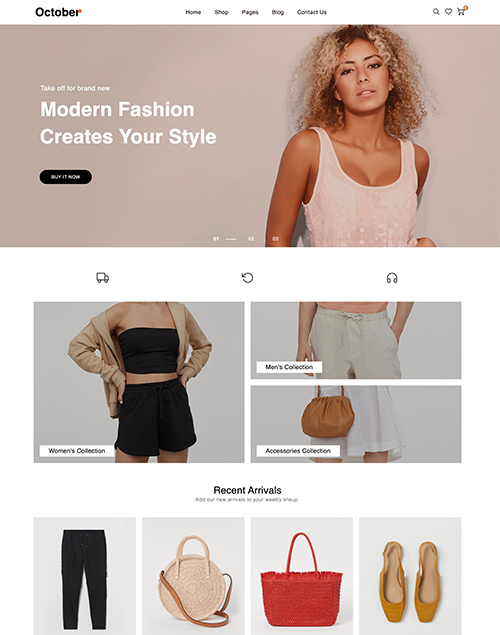 October
Home Shop Pages Blog Contact Us
0
Take off for brand new
Modern Fashion
Creates Your Style
BUY IT NOW
01 02 03
Men's Collection
Women's Collection
Accessories Collection
Recent Arrivals
Add our new arrivals to your weekly lineup.